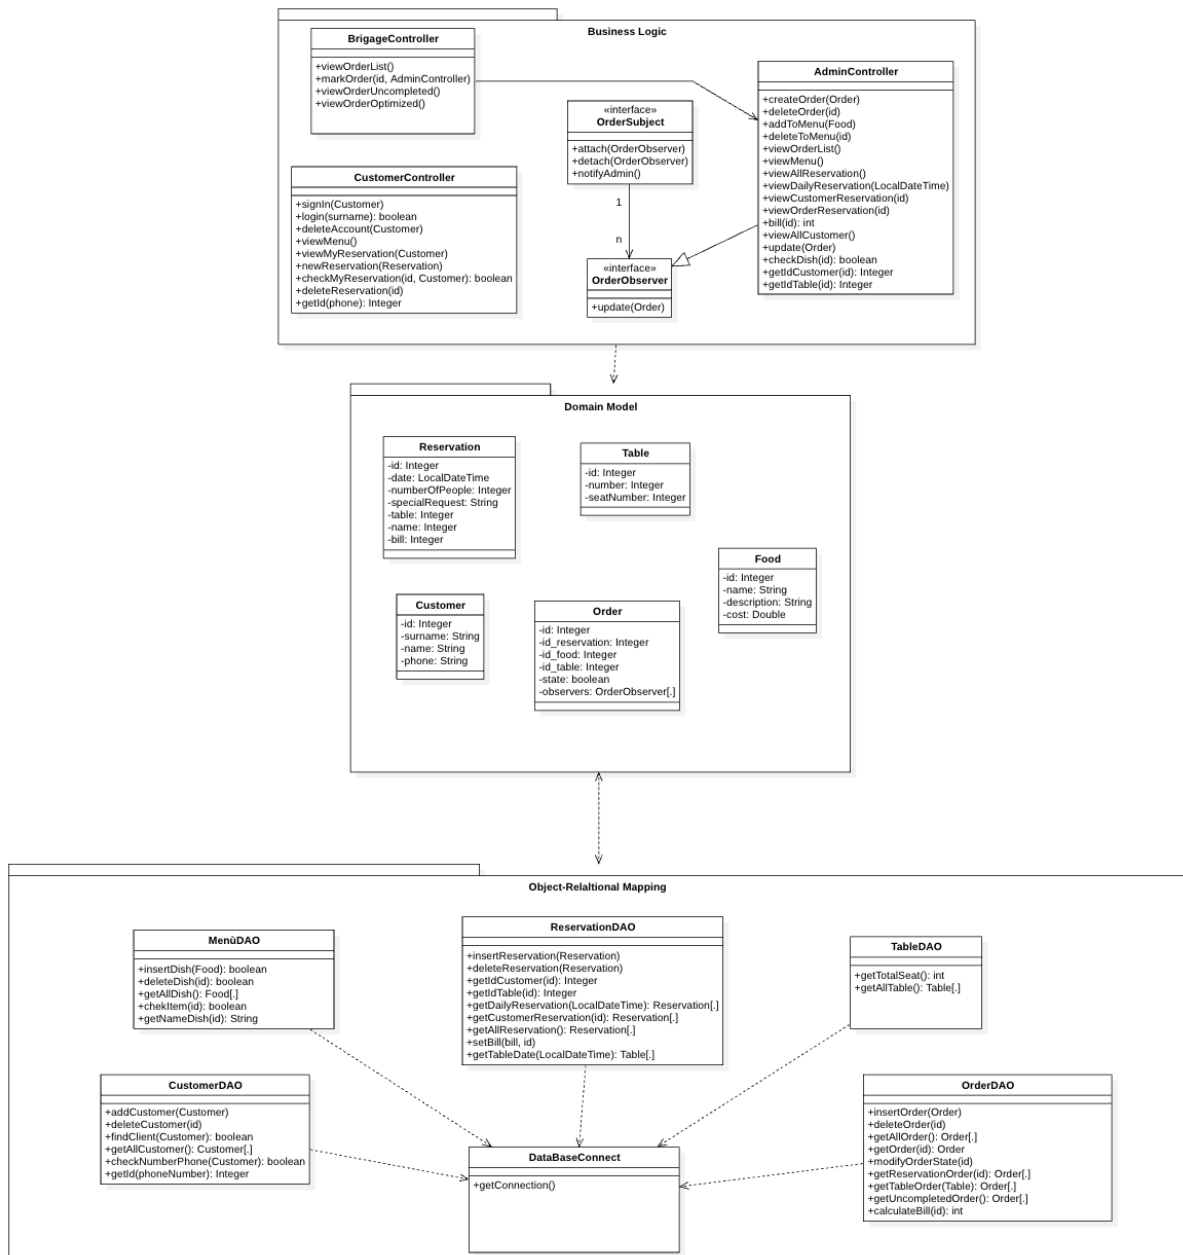 Business Logic
BrigageController
+viewOrderList()
+markOrder(id, AdminController)
+viewOrderUncompleted()
+viewOrderOptimized()
AdminController
+createOrder(Order)
+deleteOrder(id)
+addToMenu(Food)
+deleteToMenu(id)
+viewOrderList()
+viewMenu()
+viewAllReservation()
+viewDailyReservation(LocalDateTime)
+viewCustomerReservation(id)
+viewOrderReservation(id)
+bill(id): int
+viewAllCustomer()
+update(Order)
+checkDish(id): boolean
+getIdCustomer(id): Integer
+getIdTable(id): Integer
«interface»
OrderSubject
+attach(OrderObserver)
+detach(OrderObserver)
+notifyAdmin()
CustomerController
+signIn(Customer)
+login(surname): boolean
+deleteAccount(Customer)
+viewMenu()
+viewMyReservation(Customer)
+newReservation(Reservation)
+checkMyReservation(id, Customer): boolean
+deleteReservation(id)
+getId(phone): Integer
1
n
«interface»
OrderObserver
+update(Order)
Domain Model
Reservation
-id: Integer
-date: LocalDateTime
-numberOfPeople: Integer
-specialRequest: String
-table: Integer
-name: Integer
-bill: Integer
Table
-id: Integer
-number: Integer
-seatNumber: Integer
Food
-id: Integer
-name: String
-description: String
-cost: Double
Customer
-id: Integer
-surname: String
-name: String
-phone: String
Order
-id: Integer
-id_reservation: Integer
-id_food: Integer
-id_table: Integer
-state: boolean
-observers: OrderObserver[.]
Object-Relaltional Mapping
MenùDAO
+insertDish(Food): boolean
+deleteDish(id): boolean
+getAllDish(): Food[.]
+chekItem(id): boolean
+getNameDish(id): String
ReservationDAO
+insertReservation(Reservation)
+deleteReservation(Reservation)
+getIdCustomer(id): Integer
+getIdTable(id): Integer
+getDailyReservation(LocalDateTime): Reservation[.]
+getCustomerReservation(id): Reservation[.]
+getAllReservation(): Reservation[.]
+setBill(bill, id)
+getTableDate(LocalDateTime): Table[.]
TableDAO
+getTotalSeat(): int
+getAllTable(): Table[.]
CustomerDAO
+addCustomer(Customer)
+deleteCustomer(id)
+findClient(Customer): boolean
+getAllCustomer(): Customer[.]
+checkNumberPhone(Customer): boolean
+getId(phoneNumber): Integer
DataBaseConnect
+getConnection()
OrderDAO
+insertOrder(Order)
+deleteOrder(id)
+getAllOrder(): Order[.]
+getOrder(id): Order
+modifyOrderState(id)
+getReservationOrder(id): Order[.]
+getTableOrder(Table): Order[.]
+getUncompletedOrder(): Order[.]
+calculateBill(id): int